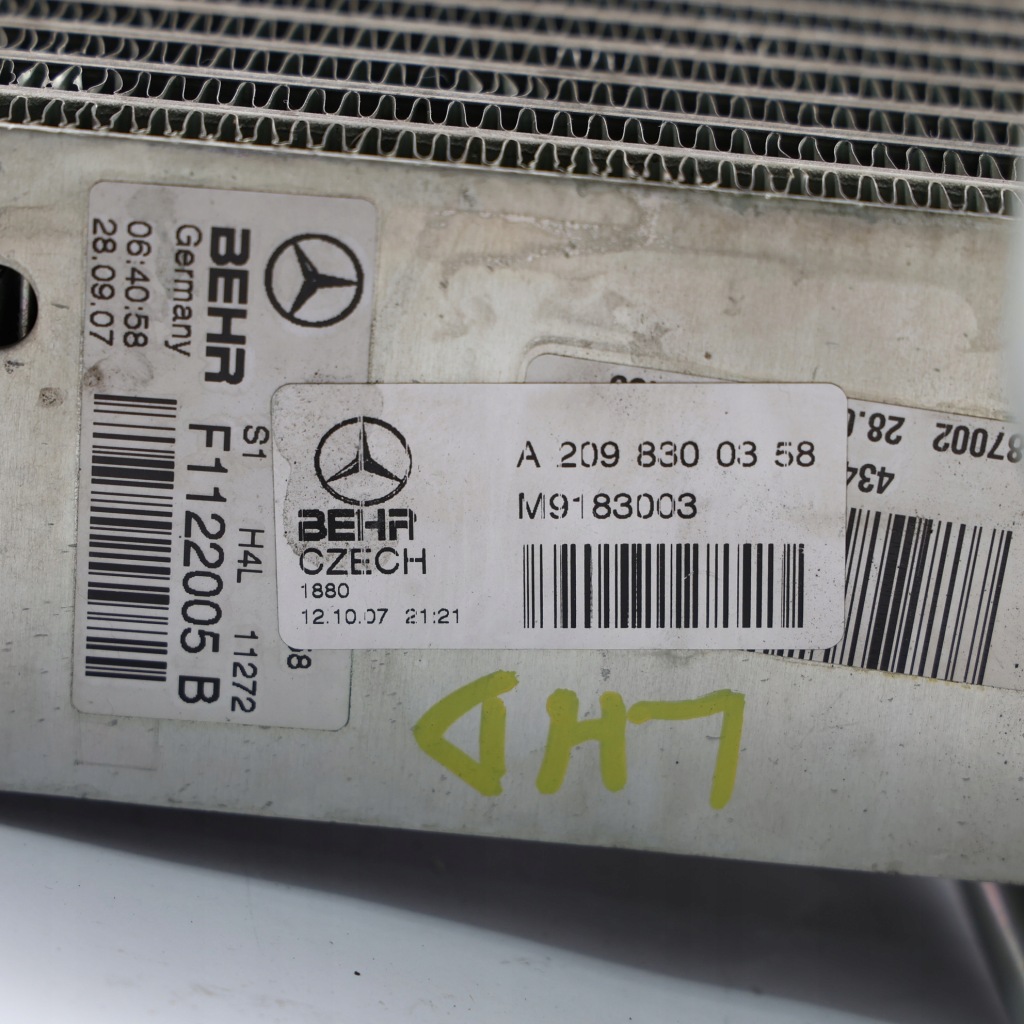 BEHR
Germany
06:40:58
28.09.07
S1 H4L 11272
F1122005 B
BEHR
CZECH
1880
12.10.07 21:21
A 209 830 03 58
M9183003
87002 28.0
434
LHD